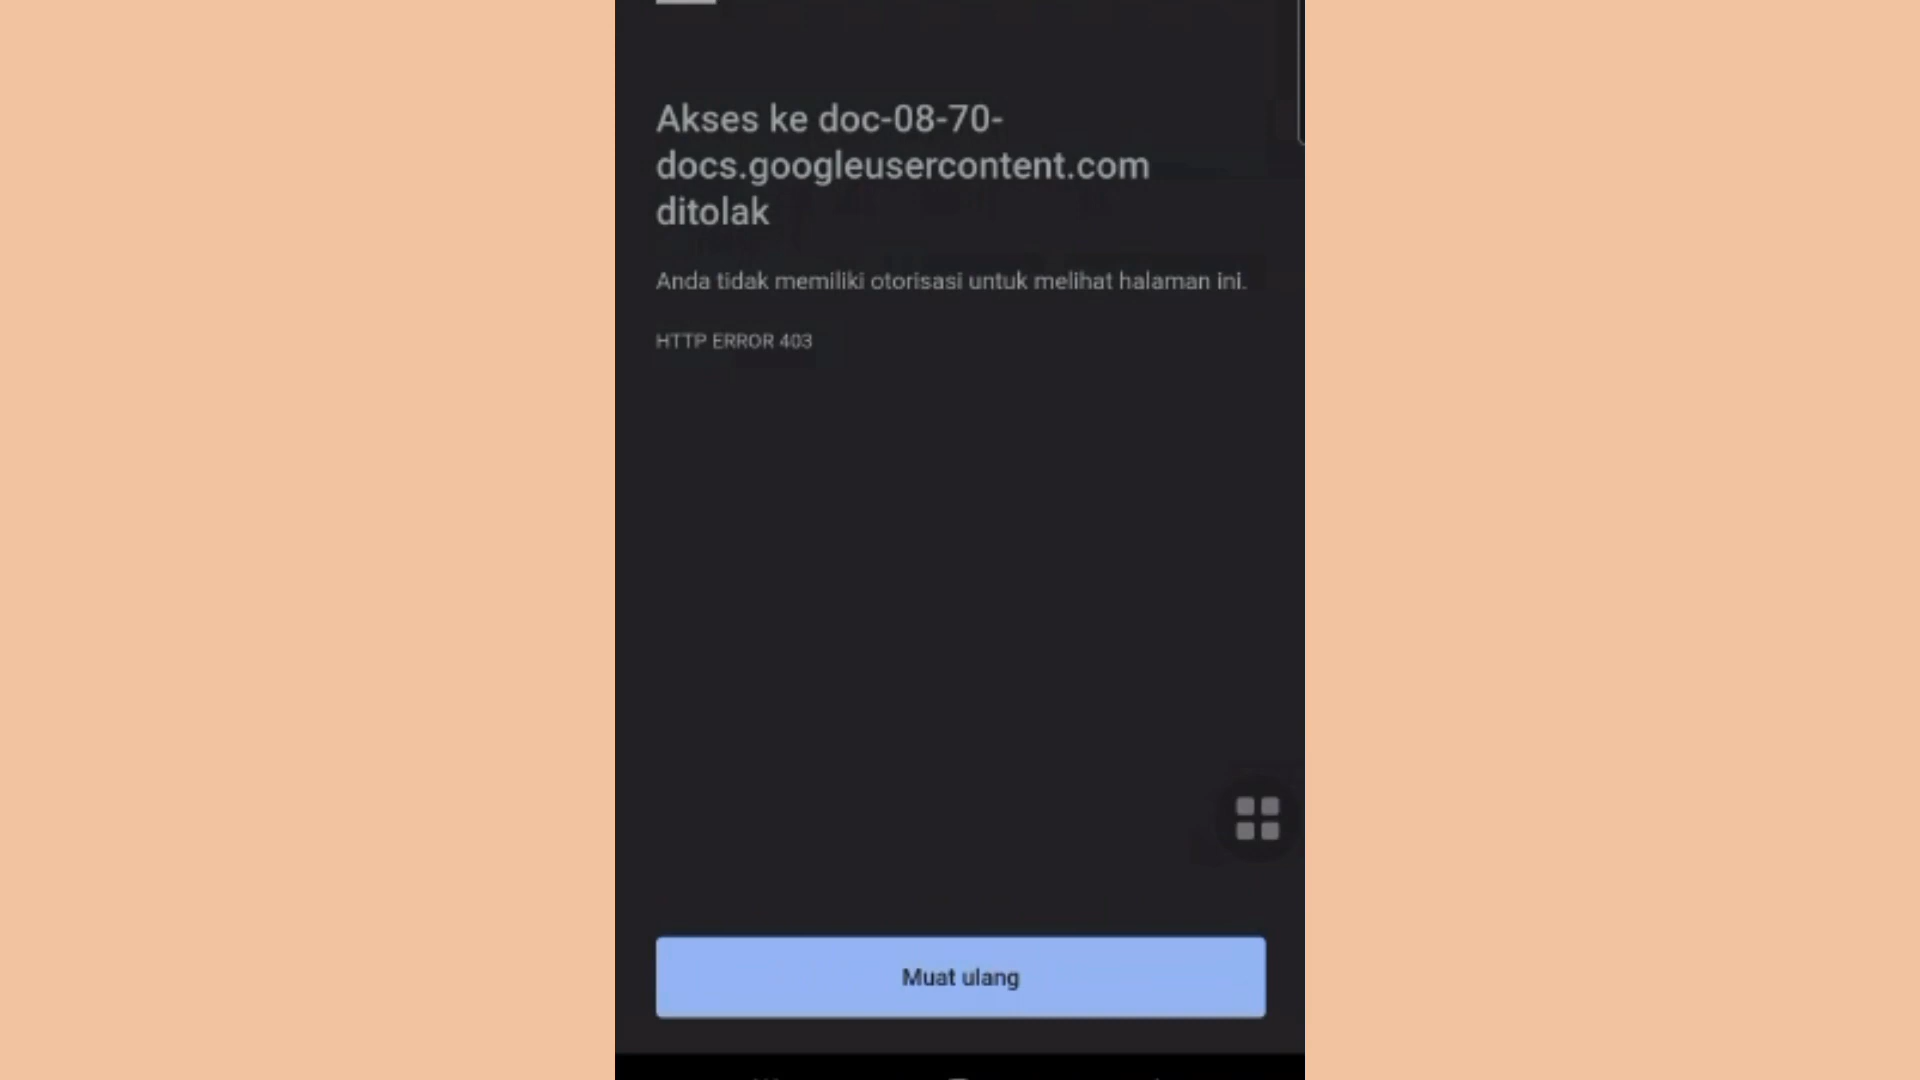 Akses ke doc-08-70-
docs.googleusercontent.com
ditolak
Anda tidak memiliki otorisasi untuk melihat halaman ini.
HTTP ERROR 403
Muat ulang